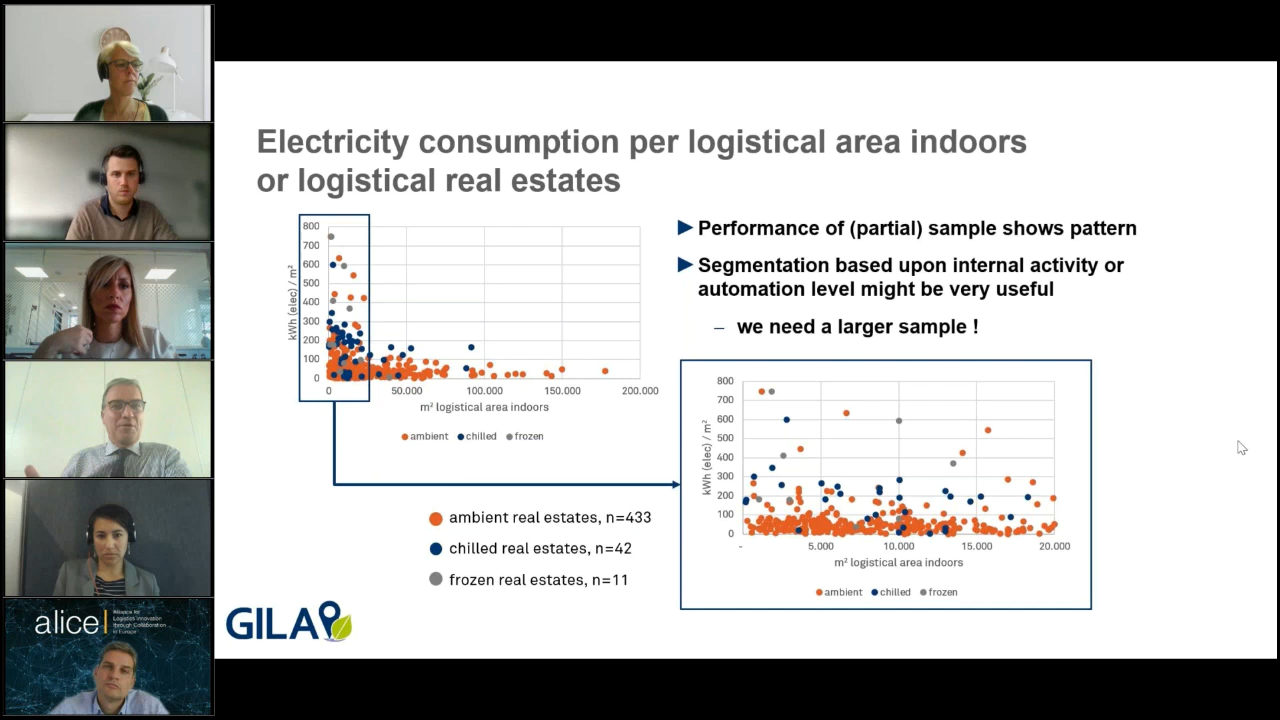 Electricity consumption per logistical area indoors
or logistical real estates
800
700
600
500
400
300
200
100
0
kWh (elec) / m²
0
50.000
100.000
150.000
200.000
m² logistical area indoors
ambient
chilled
frozen
▶ Performance of (partial) sample shows pattern
▶ Segmentation based upon internal activity or
automation level might be very useful
– we need a larger sample !
800
700
600
500
400
300
200
100
0
kWh (elec) / m²
-
5.000
10.000
15.000
20.000
m² logistical area indoors
ambient
chilled
frozen
ambient real estates, n=433
chilled real estates, n=42
frozen real estates, n=11
GILA
alice
Alliance for
Logistics Innovation
through Collaboration
in Europe